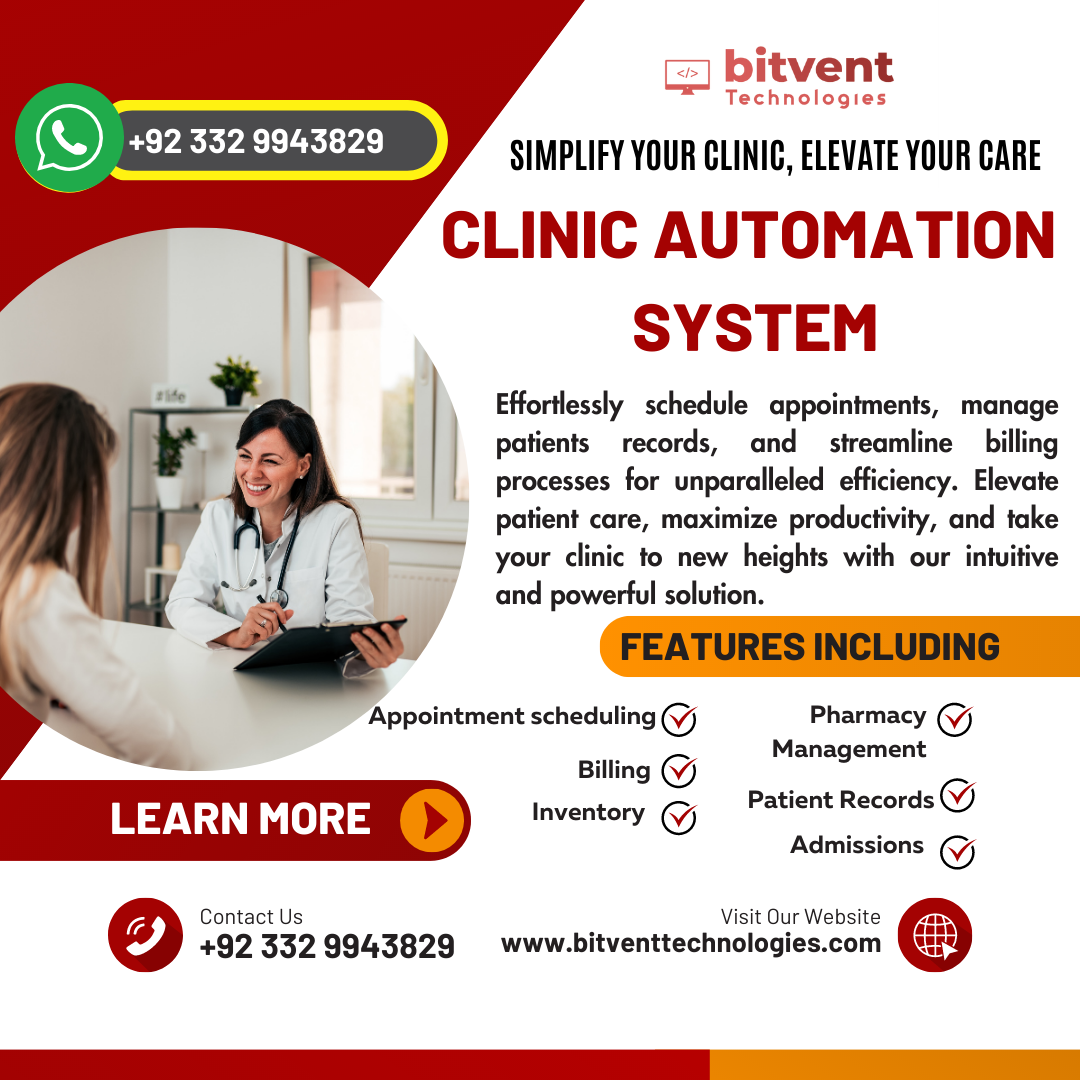 </>
bitvent
Technologies
+92 332 9943829
SIMPLIFY YOUR CLINIC, ELEVATE YOUR CARE
CLINIC AUTOMATION
SYSTEM
#life
Effortlessly schedule appointments, manage
patients records, and streamline billing
processes for unparalleled efficiency. Elevate
patient care, maximize productivity, and take
your clinic to new heights with our intuitive
and powerful solution.
FEATURES INCLUDING
Appointment scheduling
Billing
Inventory
Pharmacy
Management
Patient Records
Admissions
LEARN MORE
Contact Us
+92 332 9943829
Visit Our Website
www.bitventtechnologies.com